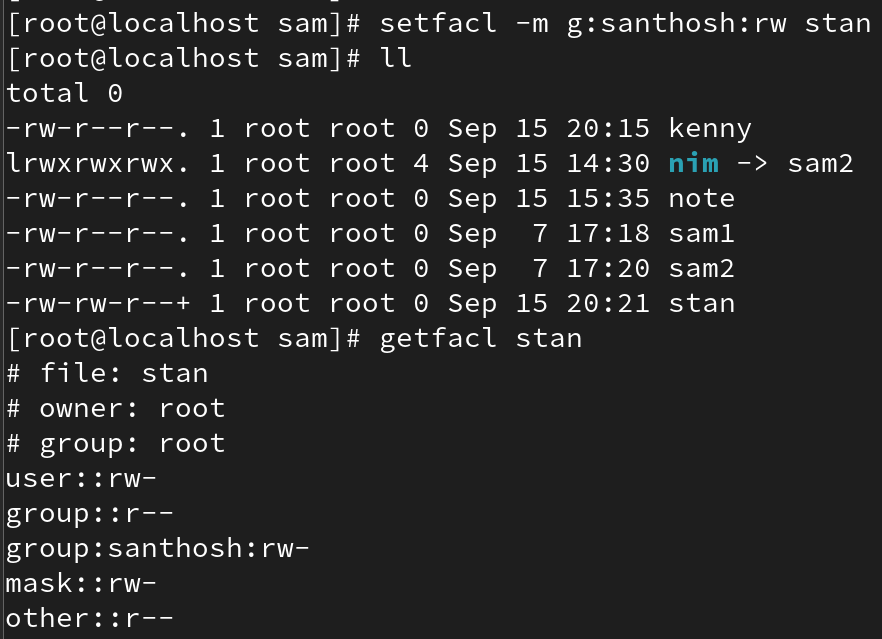 [root@localhost sam]# setfacl -m g:santhosh:rw stan
[root@localhost sam]# ll
total 0
-rw-r--r--. 1 root root 0 Sep 15 20:15 kenny
lrwxrwxrwx. 1 root root 4 Sep 15 14:30 nim -> sam2
-rw-r--r--. 1 root root 0 Sep 15 15:35 note
-rw-r--r--. 1 root root 0 Sep  7 17:18 sam1
-rw-r--r--. 1 root root 0 Sep  7 17:20 sam2
-rw-rw-r--+ 1 root root 0 Sep 15 20:21 stan
[root@localhost sam]# getfacl stan
# file: stan
# owner: root
# group: root
user::rw-
group::r--
group:santhosh:rw-
mask::rw-
other::r--